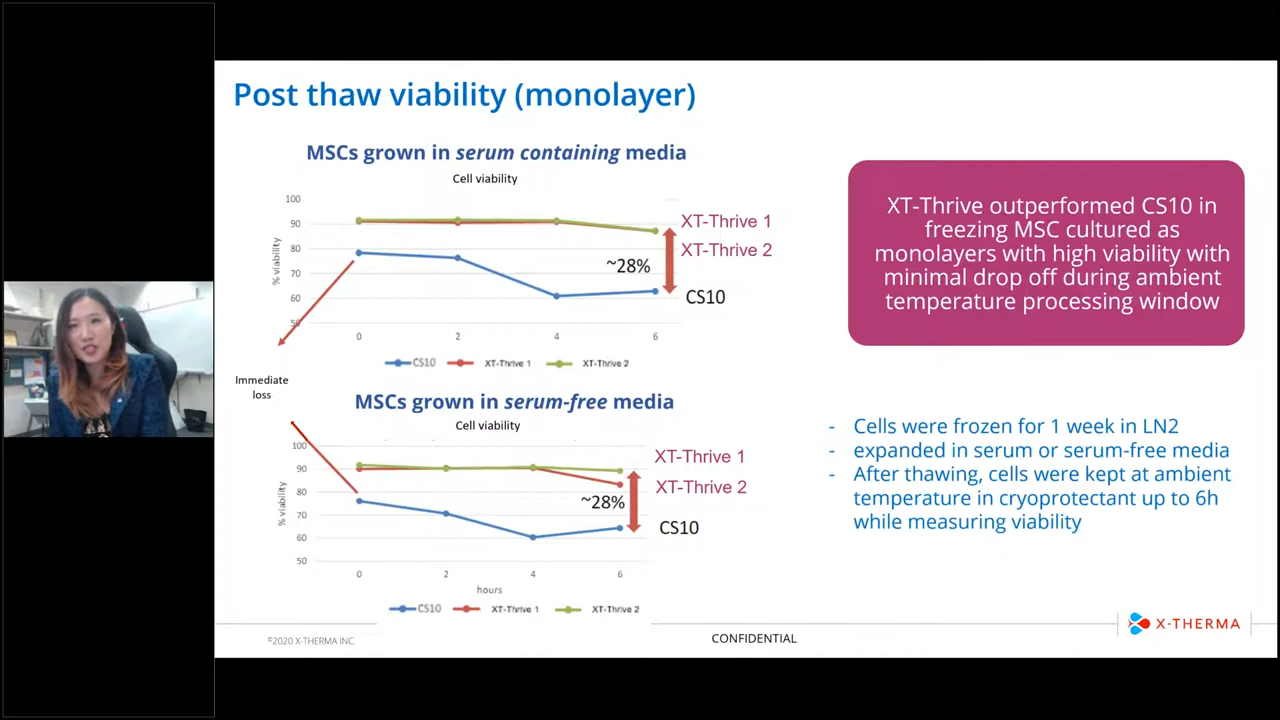 Post thaw viability (monolayer)
MSCs grown in serum containing media
Cell viability
100
90
80
70
60
50
% viability
0
2
4
6
XT-Thrive 1
XT-Thrive 2
~28%
CS10
CS10
XT-Thrive 1
XT-Thrive 2
Immediate
loss
MSCs grown in serum-free media
Cell viability
100
90
80
70
60
50
% viability
0
2
4
6
hours
XT-Thrive 1
XT-Thrive 2
~28%
CS10
CS10
XT-Thrive 1
XT-Thrive 2
XT-Thrive outperformed CS10 in
freezing MSC cultured as
monolayers with high viability with
minimal drop off during ambient
temperature processing window
- Cells were frozen for 1 week in LN2
- expanded in serum or serum-free media
- After thawing, cells were kept at ambient
temperature in cryoprotectant up to 6h
while measuring viability
©2020 X-THERMA INC.
CONFIDENTIAL
X-THERMA